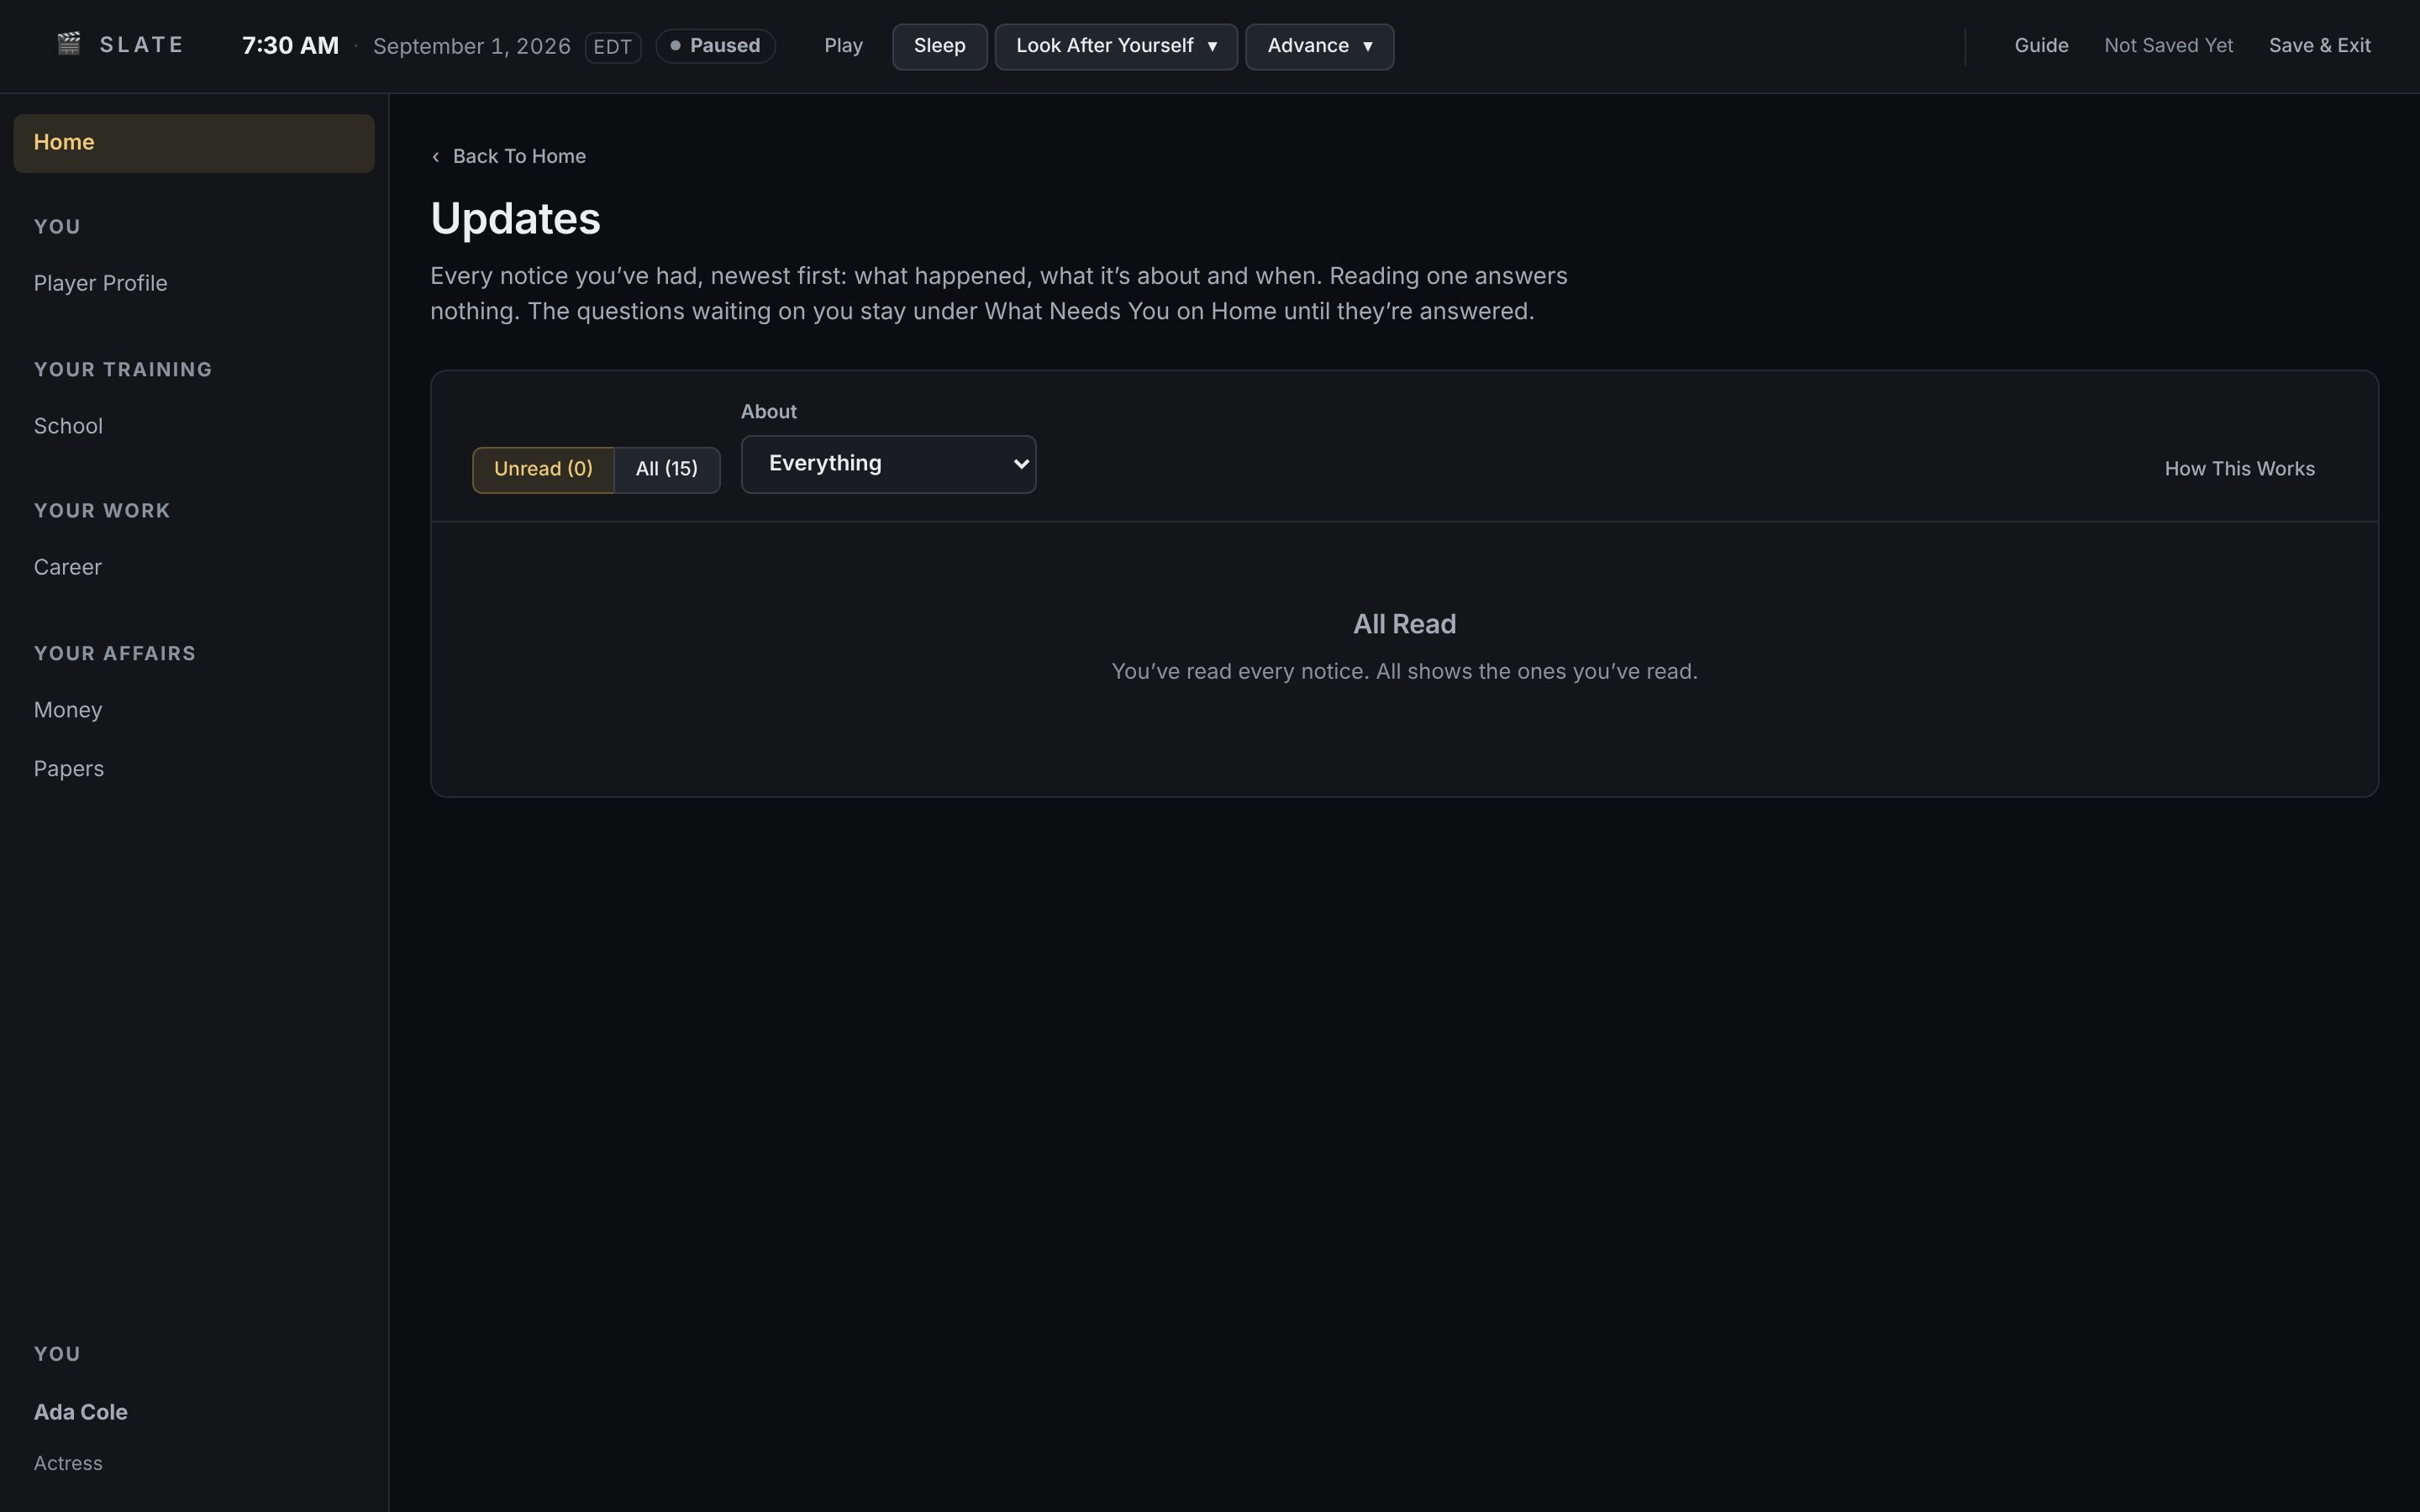 🎬 SLATE
7:30 AM · September 1, 2026 EDT Paused
Play
Sleep
Look After Yourself ▾
Advance ▾
Guide
Not Saved Yet
Save & Exit
Home
YOU
Player Profile
YOUR TRAINING
School
YOUR WORK
Career
YOUR AFFAIRS
Money
Papers
YOU
Ada Cole
Actress
‹ Back To Home
Updates
Every notice you’ve had, newest first: what happened, what it’s about and when. Reading one answers
nothing. The questions waiting on you stay under What Needs You on Home until they’re answered.
About
Unread (0)
All (15)
Everything
How This Works
All Read
You’ve read every notice. All shows the ones you’ve read.